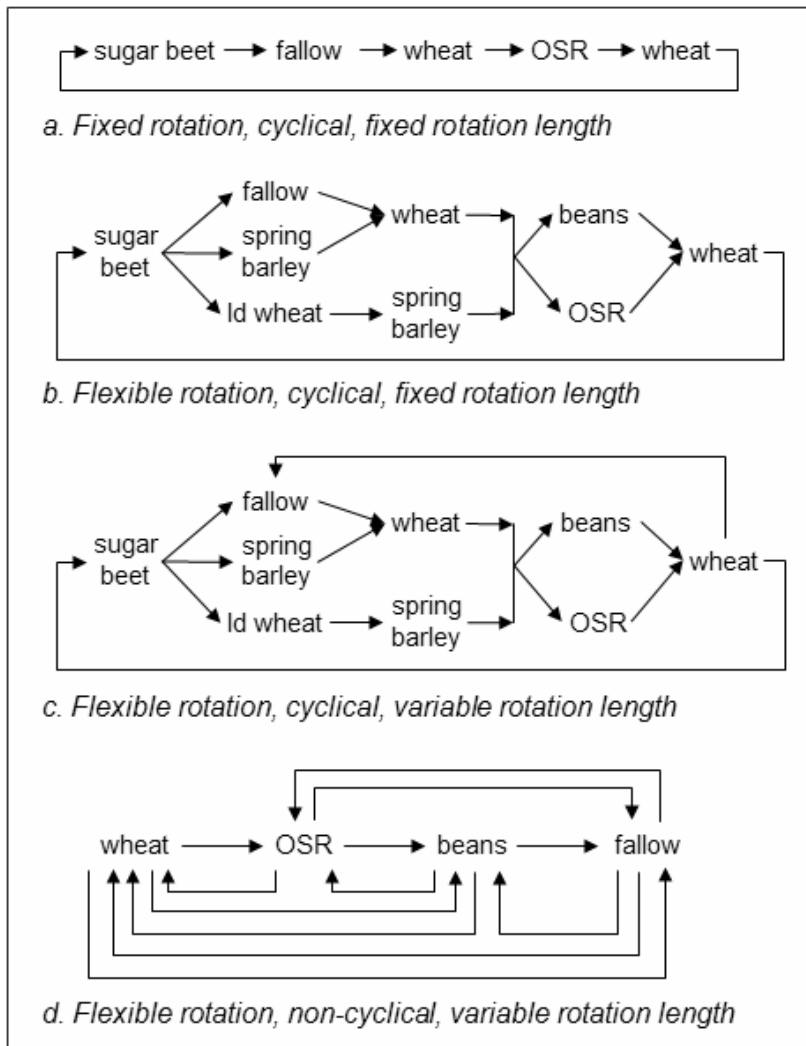 sugar beet fallow wheat OSR wheat
a. Fixed rotation, cyclical, fixed rotation length
fallow
wheat beans
sugar
beet
spring
barley
wheat
ld wheat
spring
barley
OSR
b. Flexible rotation, cyclical, fixed rotation length
fallow
wheat beans
sugar
beet
spring
barley
wheat
ld wheat
spring
barley
OSR
c. Flexible rotation, cyclical, variable rotation length
wheat OSR beans fallow
d. Flexible rotation, non-cyclical, variable rotation length